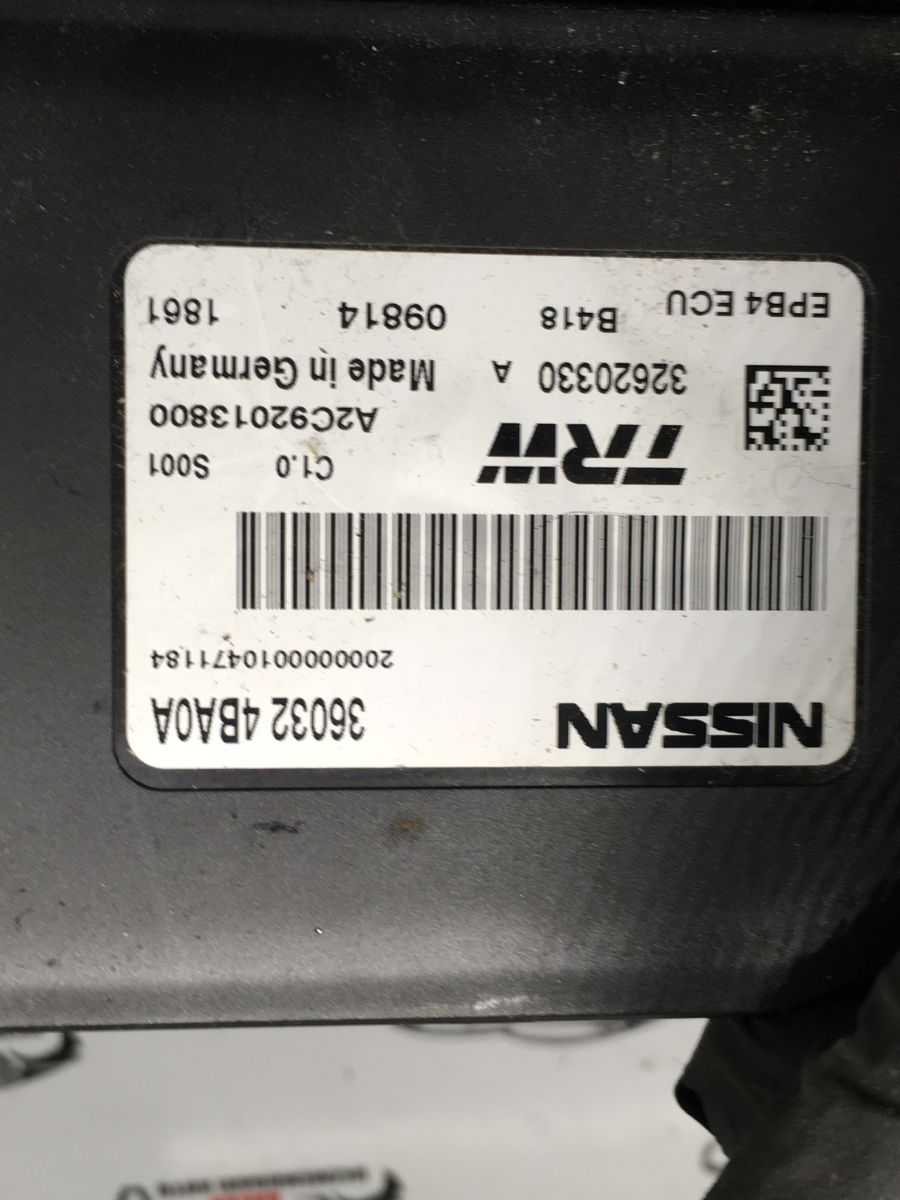 NISSAN 36032 4BA0A
2000000010471184
TRW C1.0 S001
A2C92013800
32620330 A Made in Germany
EPB4 ECU B418 09814 1861